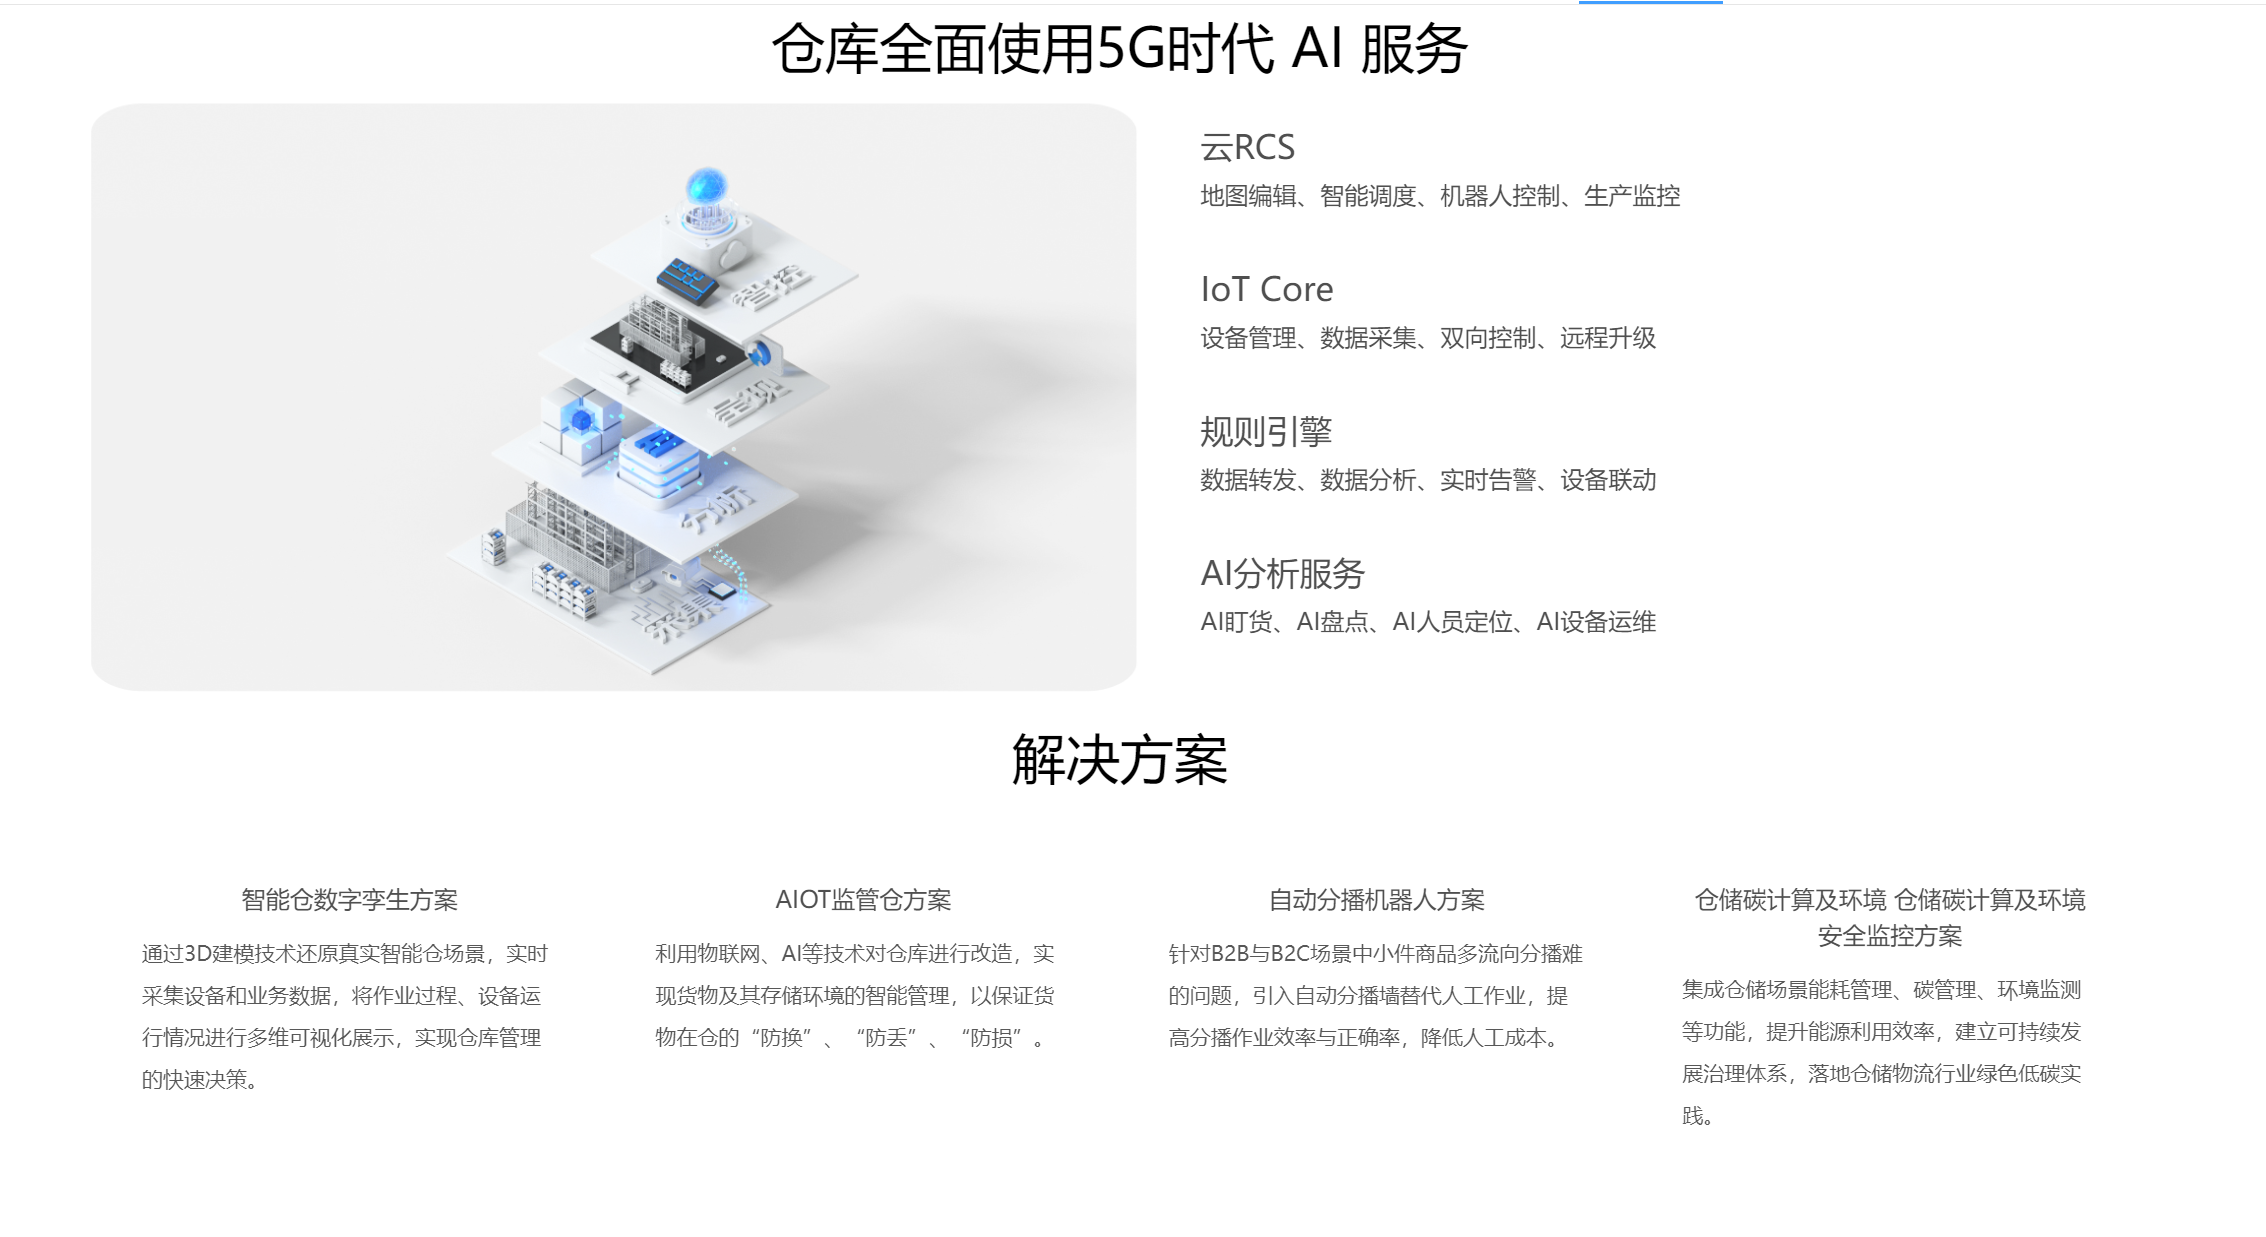 仓库全面使用5G时代 AI 服务
云RCS
地图编辑、智能调度、机器人控制、生产监控
IoT Core
设备管理、数据采集、双向控制、远程升级
规则引擎
数据转发、数据分析、实时告警、设备联动
AI分析服务
AI盯货、AI盘点、AI人员定位、AI设备运维
解决方案
智能仓数字孪生方案
通过3D建模技术还原真实智能仓场景，实时
采集设备和业务数据，将作业过程、设备运
行情况进行多维可视化展示，实现仓库管理
的快速决策。
AIOT监管仓方案
利用物联网、AI等技术对仓库进行改造，实
现货物及其存储环境的智能管理，以保证货
物在仓的“防换”、“防丢”、“防损”。
自动分播机器人方案
针对B2B与B2C场景中小件商品多流向分播难
的问题，引入自动分播墙替代人工作业，提
高分播作业效率与正确率，降低人工成本。
仓储碳计算及环境 仓储碳计算及环境
安全监控方案
集成仓储场景能耗管理、碳管理、环境监测
等功能，提升能源利用效率，建立可持续发
展治理体系，落地仓储物流行业绿色低碳实
践。